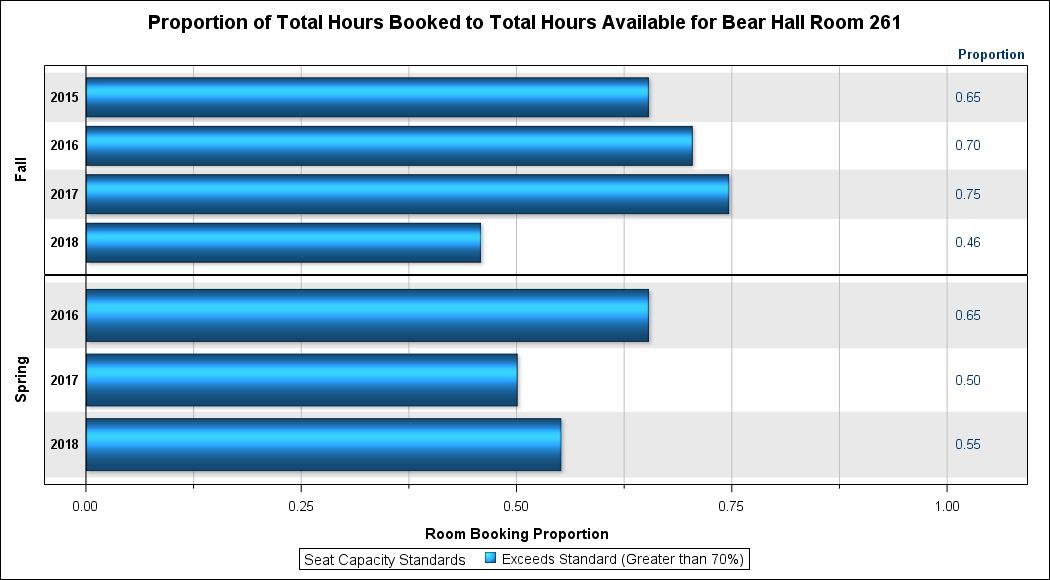 Proportion of Total Hours Booked to Total Hours Available for Bear Hall Room 261
Proportion
Fall
2015 0.65
2016 0.70
2017 0.75
2018 0.46
Spring
2016 0.65
2017 0.50
2018 0.55
0.00 0.25 0.50 0.75 1.00
Room Booking Proportion
Seat Capacity Standards Exceeds Standard (Greater than 70%)